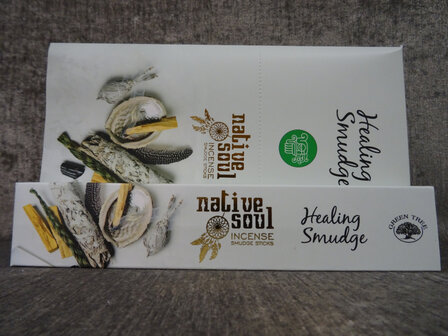 native
soul
INCENSE
SMUDGE STICKS
Healing
Smudge
native
soul
INCENSE
SMUDGE STICKS
Healing
Smudge
GREEN TREE